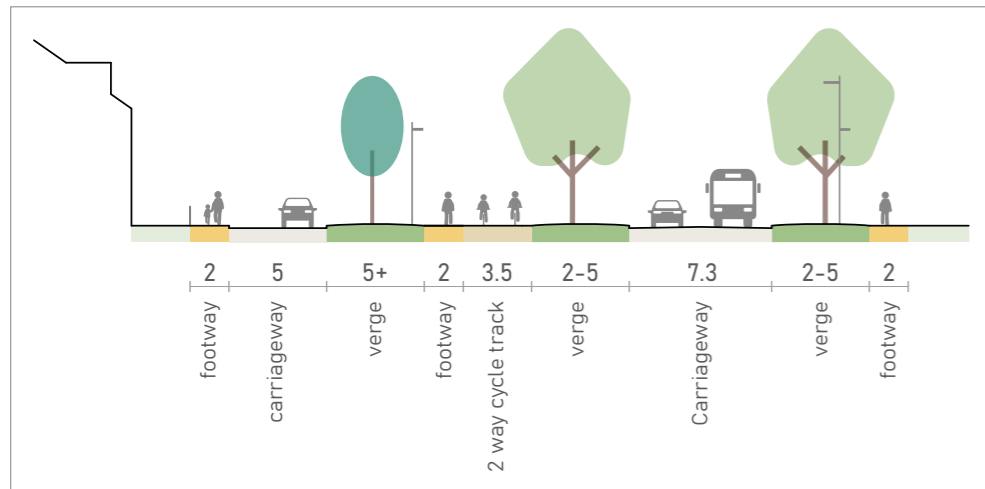 2 5 5+ 2 3.5 2-5 7.3 2-5 2
footway
carriageway
verge
footway
2 way cycle track
verge
Carriageway
verge
footway